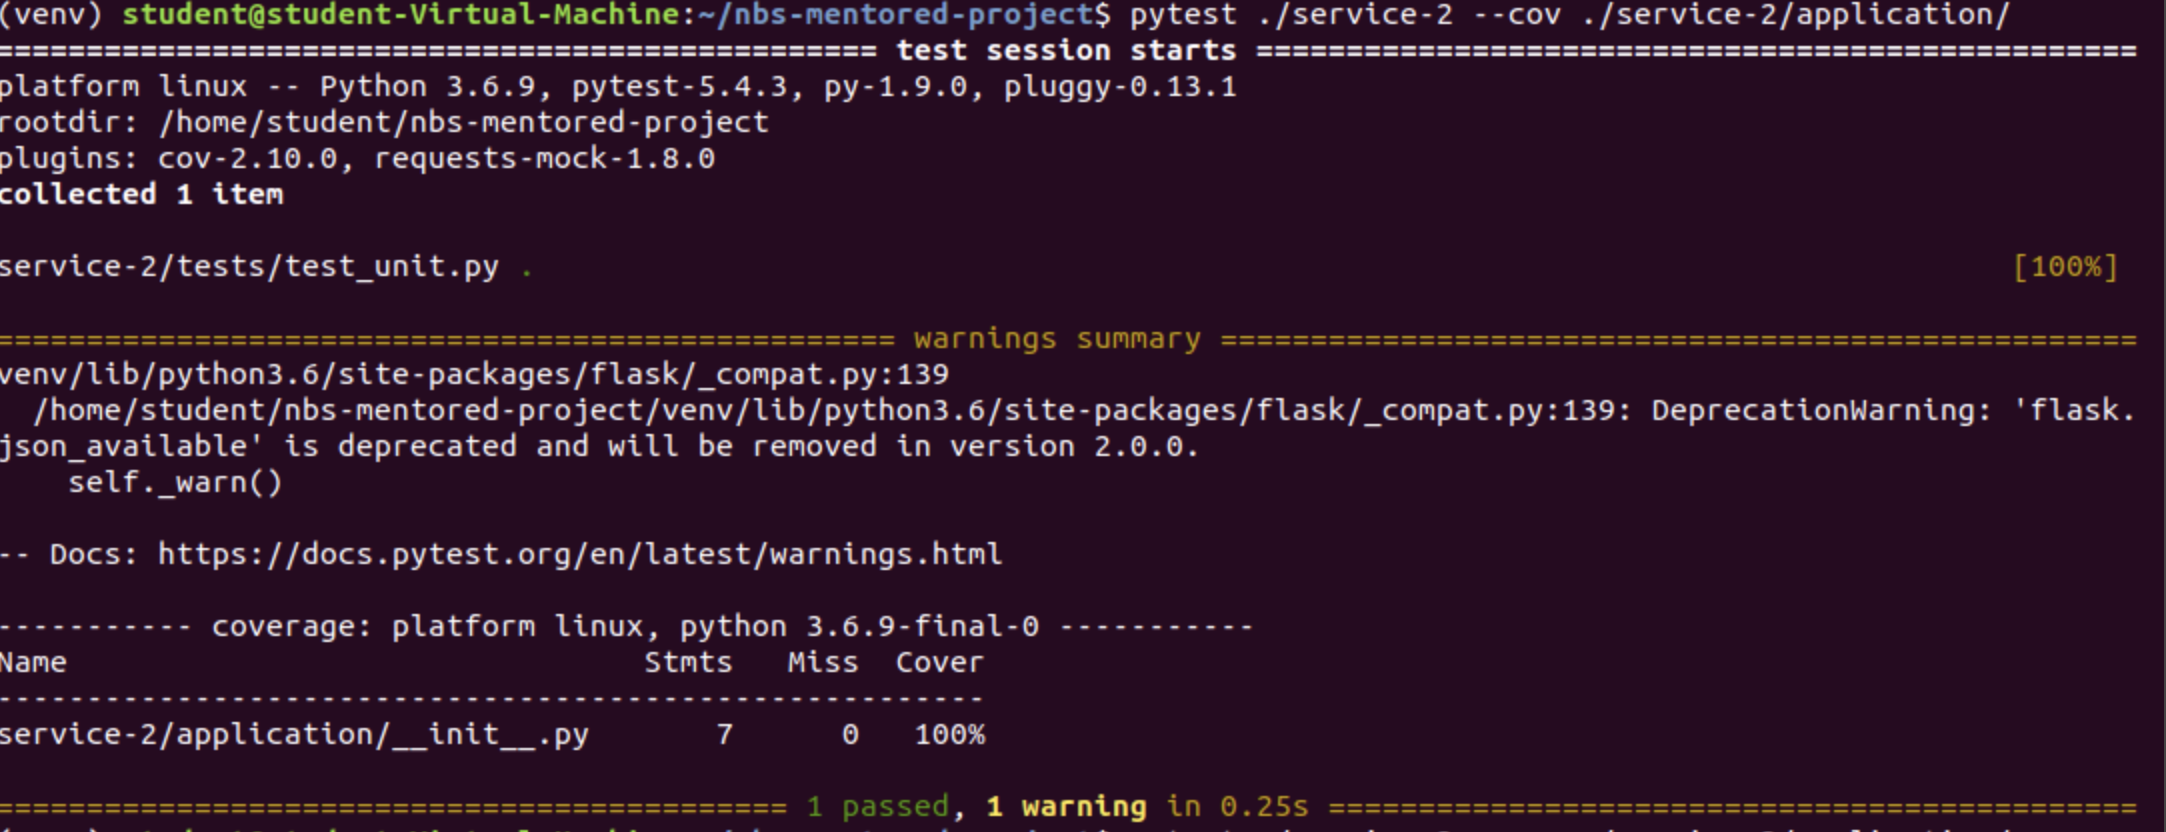 (venv) student@student-Virtual-Machine:~/nbs-mentored-project$ pytest ./service-2 --cov ./service-2/application/
================================================= test session starts =================================================
platform linux -- Python 3.6.9, pytest-5.4.3, py-1.9.0, pluggy-0.13.1
rootdir: /home/student/nbs-mentored-project
plugins: cov-2.10.0, requests-mock-1.8.0
collected 1 item
service-2/tests/test_unit.py . [100%]
================================================== warnings summary ===================================================
venv/lib/python3.6/site-packages/flask/_compat.py:139
/home/student/nbs-mentored-project/venv/lib/python3.6/site-packages/flask/_compat.py:139: DeprecationWarning: 'flask.
json_available' is deprecated and will be removed in version 2.0.0.
self._warn()
-- Docs: https://docs.pytest.org/en/latest/warnings.html
----------- coverage: platform linux, python 3.6.9-final-0 -----------
Name Stmts Miss Cover
-------------------------------------------------------
service-2/application/__init__.py 7 0 100%
============================================ 1 passed, 1 warning in 0.25s =============================================